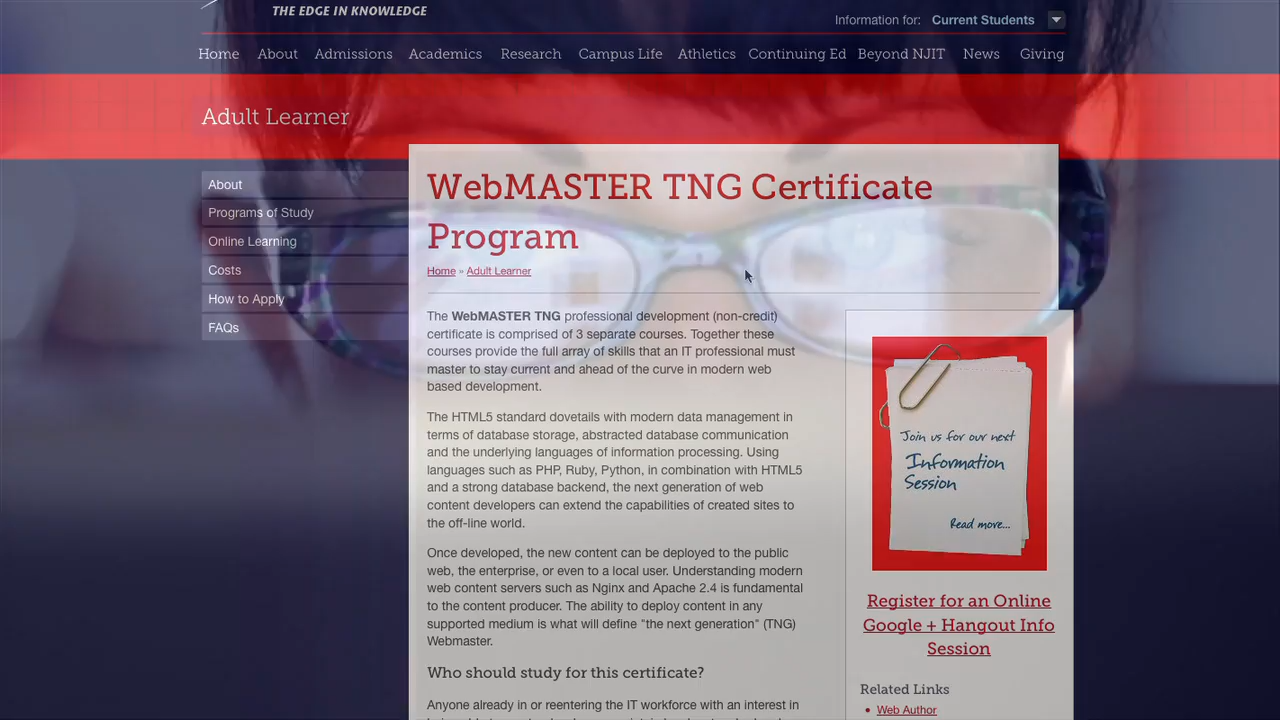 THE EDGE IN KNOWLEDGE
Information for: Current Students
Home About Admissions Academics Research Campus Life Athletics Continuing Ed Beyond NJIT News Giving
Adult Learner
About
Programs of Study
Online Learning
Costs
How to Apply
FAQs
WebMASTER TNG Certificate
Program
Home » Adult Learner
The WebMASTER TNG professional development (non-credit)
certificate is comprised of 3 separate courses. Together these
courses provide the full array of skills that an IT professional must
master to stay current and ahead of the curve in modern web
based development.
The HTML5 standard dovetails with modern data management in
terms of database storage, abstracted database communication
and the underlying languages of information processing. Using
languages such as PHP, Ruby, Python, in combination with HTML5
and a strong database backend, the next generation of web
content developers can extend the capabilities of created sites to
the off-line world.
Once developed, the new content can be deployed to the public
web, the enterprise, or even to a local user. Understanding modern
web content servers such as Nginx and Apache 2.4 is fundamental
to the content producer. The ability to deploy content in any
supported medium is what will define "the next generation" (TNG)
Webmaster.
Who should study for this certificate?
Anyone already in or reentering the IT workforce with an interest in
Join us for our next
Information
Session
Read more...
Register for an Online
Google + Hangout Info
Session
Related Links
• Web Author